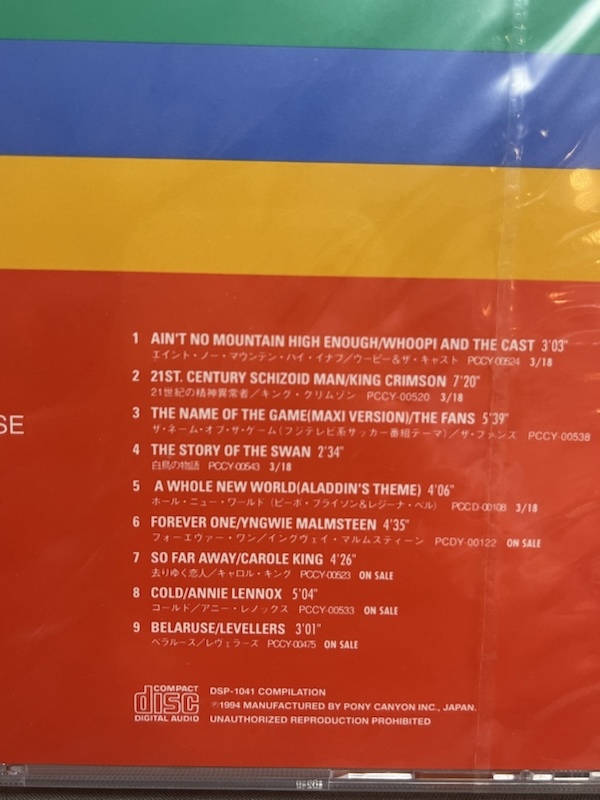 1 AIN'T NO MOUNTAIN HIGH ENOUGH/WHOOPI AND THE CAST 3'03"
エイント・ノー・マウンテン・ハイ・イナフ/ウーピー&ザ・キャスト PCCY-00524 3/18
2 21ST. CENTURY SCHIZOID MAN/KING CRIMSON 7'20"
21世紀の精神異常者/キング・クリムゾン PCCY-00520 3/18
SE
3 THE NAME OF THE GAME(MAXI VERSION)/THE FANS 5'39"
ザ・ネーム・オブ・ザ・ゲーム(フジテレビ系サッカー番組テーマ)/ザ・ファンズ PCCY-00538
4 THE STORY OF THE SWAN 2'34"
白鳥の物語 PCCY-00543 3/18
5 A WHOLE NEW WORLD(ALADDIN'S THEME) 4'06"
ホール・ニュー・ワールド(ピーボ・ブライソン&レジーナ・ベル) PCCD-00108 3/18
6 FOREVER ONE/YNGWIE MALMSTEEN 4'35"
フォーエヴァー・ワン/イングヴェイ・マルムスティーン PCDY-00122 ON SALE
7 SO FAR AWAY/CAROLE KING 4'26"
去りゆく恋人/キャロル・キング PCCY-00523 ON SALE
8 COLD/ANNIE LENNOX 5'04"
コールド/アニー・レノックス PCCY-00533 ON SALE
9 BELARUSE/LEVELLERS 3'01"
ベラルース/レヴェラーズ PCCY-00475 ON SALE
COMPACT
disc
DIGITAL AUDIO
DSP-1041 COMPILATION
℗1994 MANUFACTURED BY PONY CANYON INC., JAPAN.
UNAUTHORIZED REPRODUCTION PROHIBITED